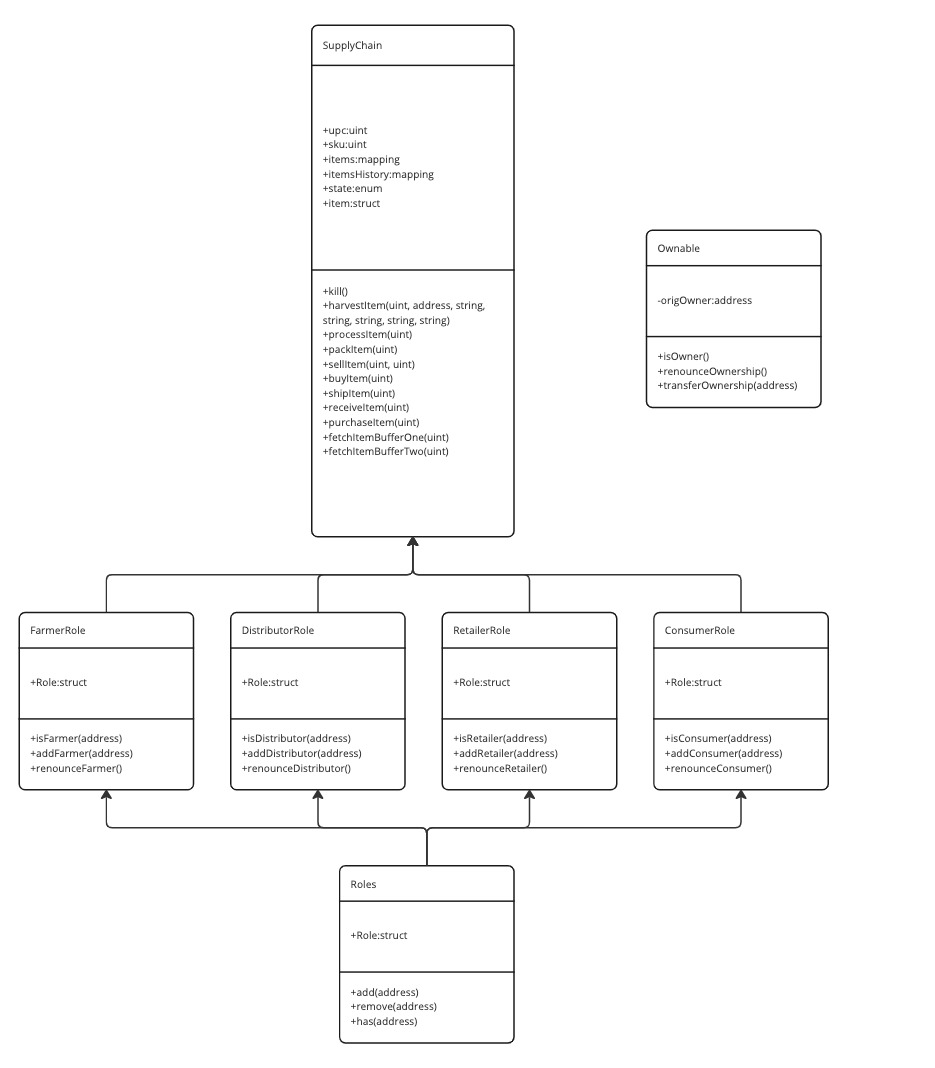 SupplyChain
+upc:uint
+sku:uint
+items:mapping
+itemsHistory:mapping
+state:enum
+item:struct
+kill()
+harvestItem(uint, address, string,
string, string, string, string)
+processItem(uint)
+packItem(uint)
+sellItem(uint, uint)
+buyItem(uint)
+shipItem(uint)
+receiveItem(uint)
+purchaseItem(uint)
+fetchItemBufferOne(uint)
+fetchItemBufferTwo(uint)
Ownable
-origOwner:address
+isOwner()
+renounceOwnership()
+transferOwnership(address)
FarmerRole
+Role:struct
+isFarmer(address)
+addFarmer(address)
+renounceFarmer()
DistributorRole
+Role:struct
+isDistributor(address)
+addDistributor(address)
+renounceDistributor()
RetailerRole
+Role:struct
+isRetailer(address)
+addRetailer(address)
+renounceRetailer()
ConsumerRole
+Role:struct
+isConsumer(address)
+addConsumer(address)
+renounceConsumer()
Roles
+Role:struct
+add(address)
+remove(address)
+has(address)